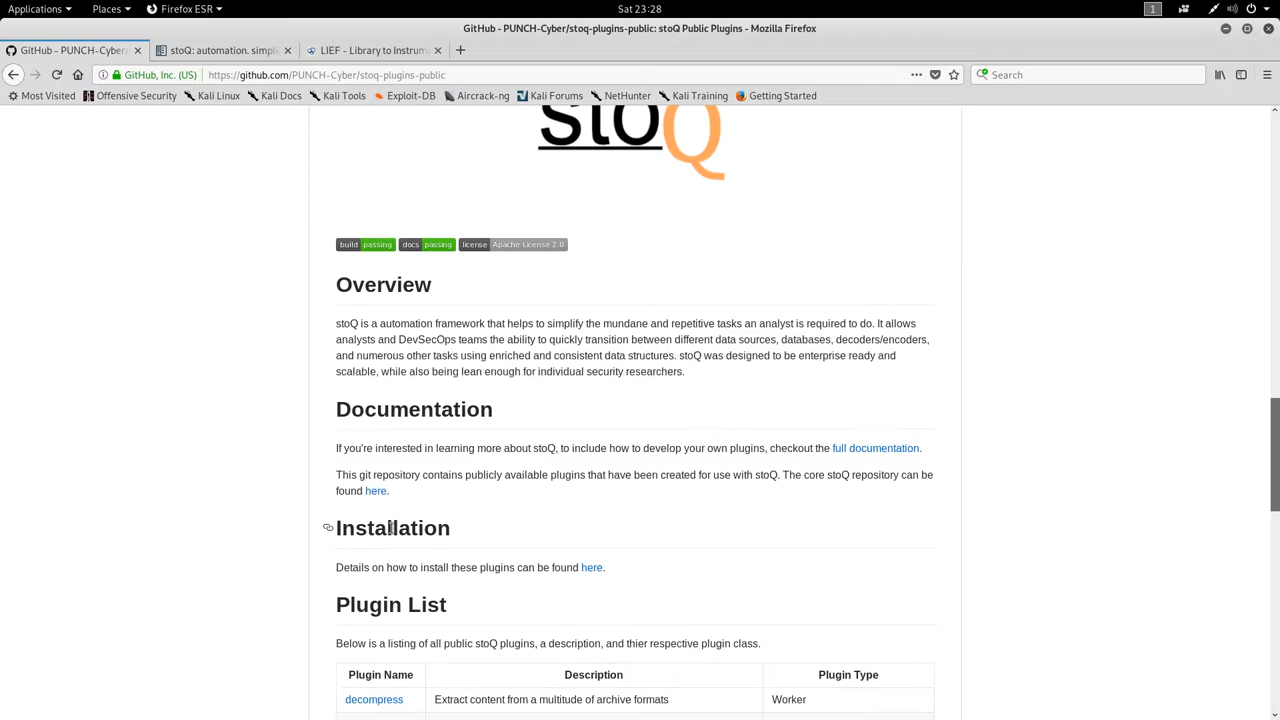 Applications Places Firefox ESR Sat 23:28 1
GitHub - PUNCH-Cyber/stoq-plugins-public: stoQ Public Plugins - Mozilla Firefox
GitHub - PUNCH-Cyber/ stoQ: automation. simpli LIEF - Library to Instrum
GitHub, Inc. (US) https://github.com/PUNCH-Cyber/stoq-plugins-public Search
Most Visited Offensive Security Kali Linux Kali Docs Kali Tools Exploit-DB Aircrack-ng Kali Forums NetHunter Kali Training Getting Started
stoQ
build passing docs passing license Apache License 2.0
Overview
stoQ is a automation framework that helps to simplify the mundane and repetitive tasks an analyst is required to do. It allows
analysts and DevSecOps teams the ability to quickly transition between different data sources, databases, decoders/encoders,
and numerous other tasks using enriched and consistent data structures. stoQ was designed to be enterprise ready and
scalable, while also being lean enough for individual security researchers.
Documentation
If you're interested in learning more about stoQ, to include how to develop your own plugins, checkout the full documentation.
This git repository contains publicly available plugins that have been created for use with stoQ. The core stoQ repository can be
found here.
Installation
Details on how to install these plugins can be found here.
Plugin List
Below is a listing of all public stoQ plugins, a description, and thier respective plugin class.
Plugin Name Description Plugin Type
decompress Extract content from a multitude of archive formats Worker